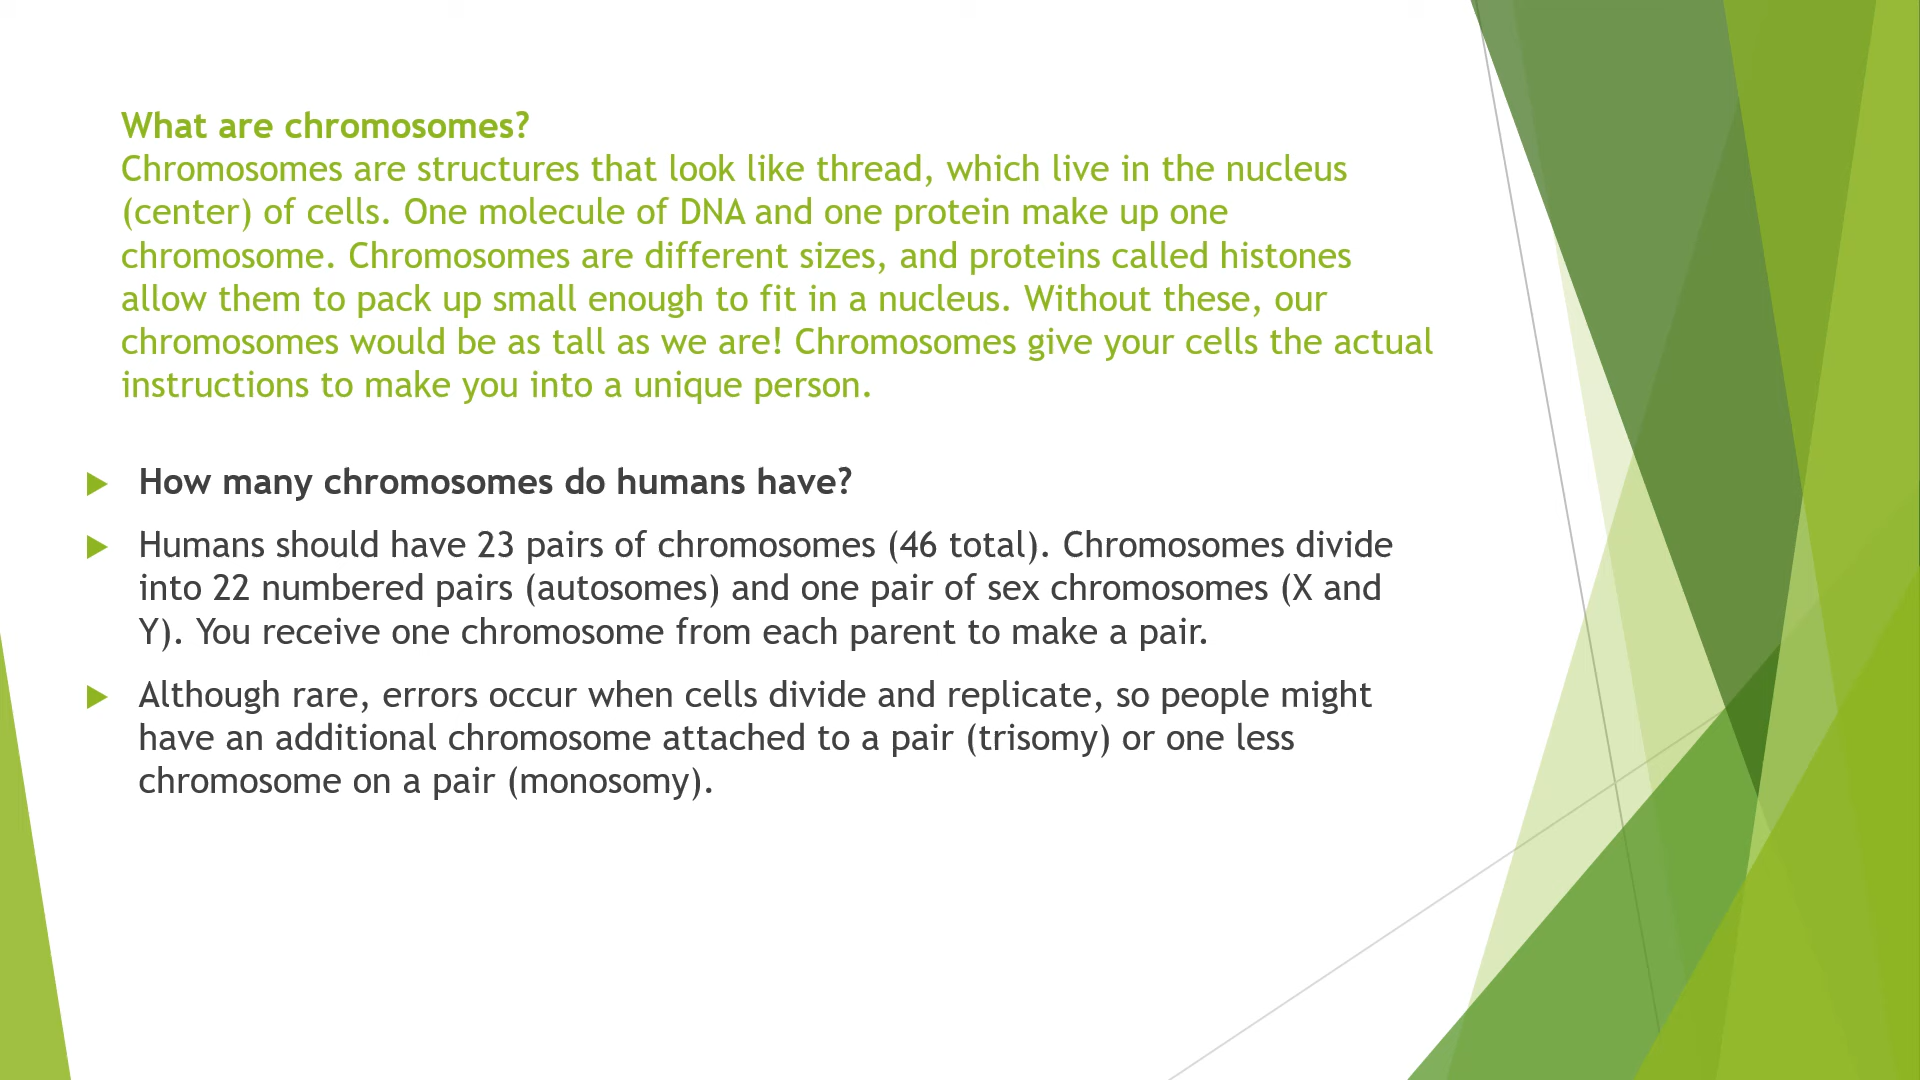 What are chromosomes?
Chromosomes are structures that look like thread, which live in the nucleus
(center) of cells. One molecule of DNA and one protein make up one
chromosome. Chromosomes are different sizes, and proteins called histones
allow them to pack up small enough to fit in a nucleus. Without these, our
chromosomes would be as tall as we are! Chromosomes give your cells the actual
instructions to make you into a unique person.
How many chromosomes do humans have?
Humans should have 23 pairs of chromosomes (46 total). Chromosomes divide
into 22 numbered pairs (autosomes) and one pair of sex chromosomes (X and
Y). You receive one chromosome from each parent to make a pair.
Although rare, errors occur when cells divide and replicate, so people might
have an additional chromosome attached to a pair (trisomy) or one less
chromosome on a pair (monosomy).